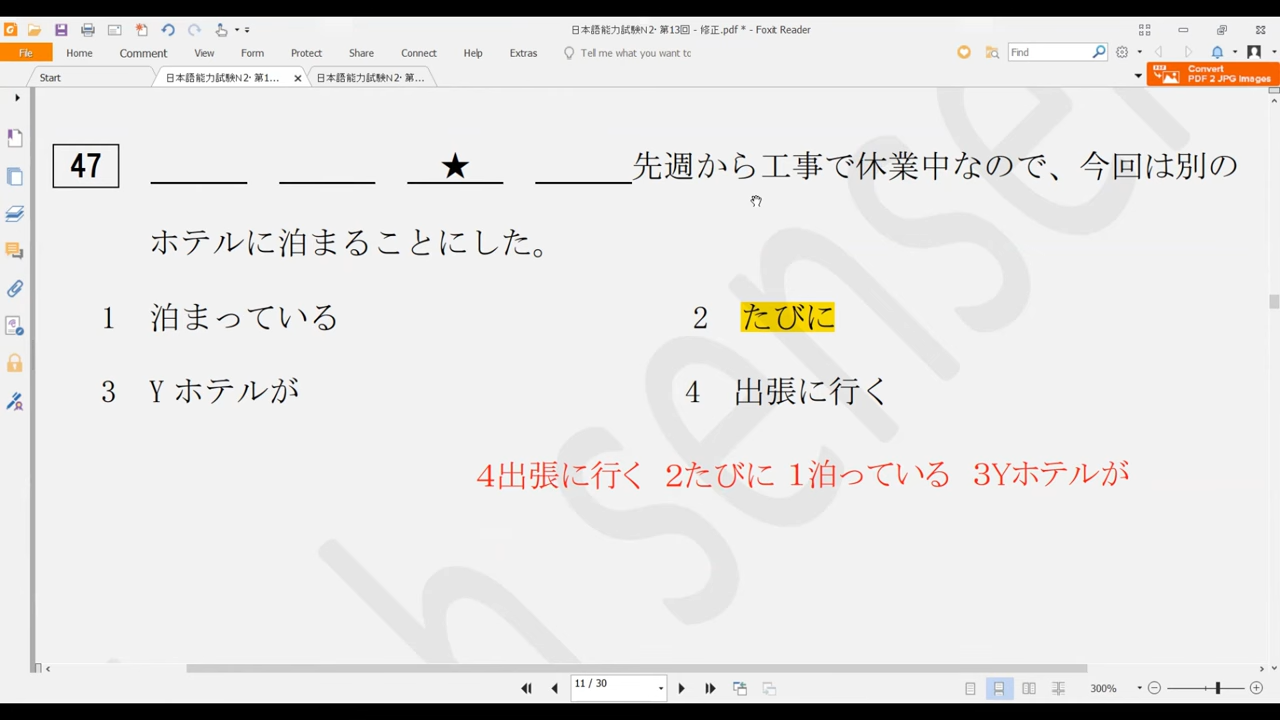 日本語能力試験N2· 第13回 - 修正.pdf * - Foxit Reader
File Home Comment View Form Protect Share Connect Help Extras Tell me what you want to Find
Start 日本語能力試験N2· 第1... 日本語能力試験N2· 第... Convert PDF 2 JPG Images
47 ★ 先週から工事で休業中なので、今回は別の
ホテルに泊まることにした。
1 泊まっている 2 たびに
3 Y ホテルが 4 出張に行く
4出張に行く 2たびに 1泊っている 3Yホテルが
h sensei
11 / 30 300%